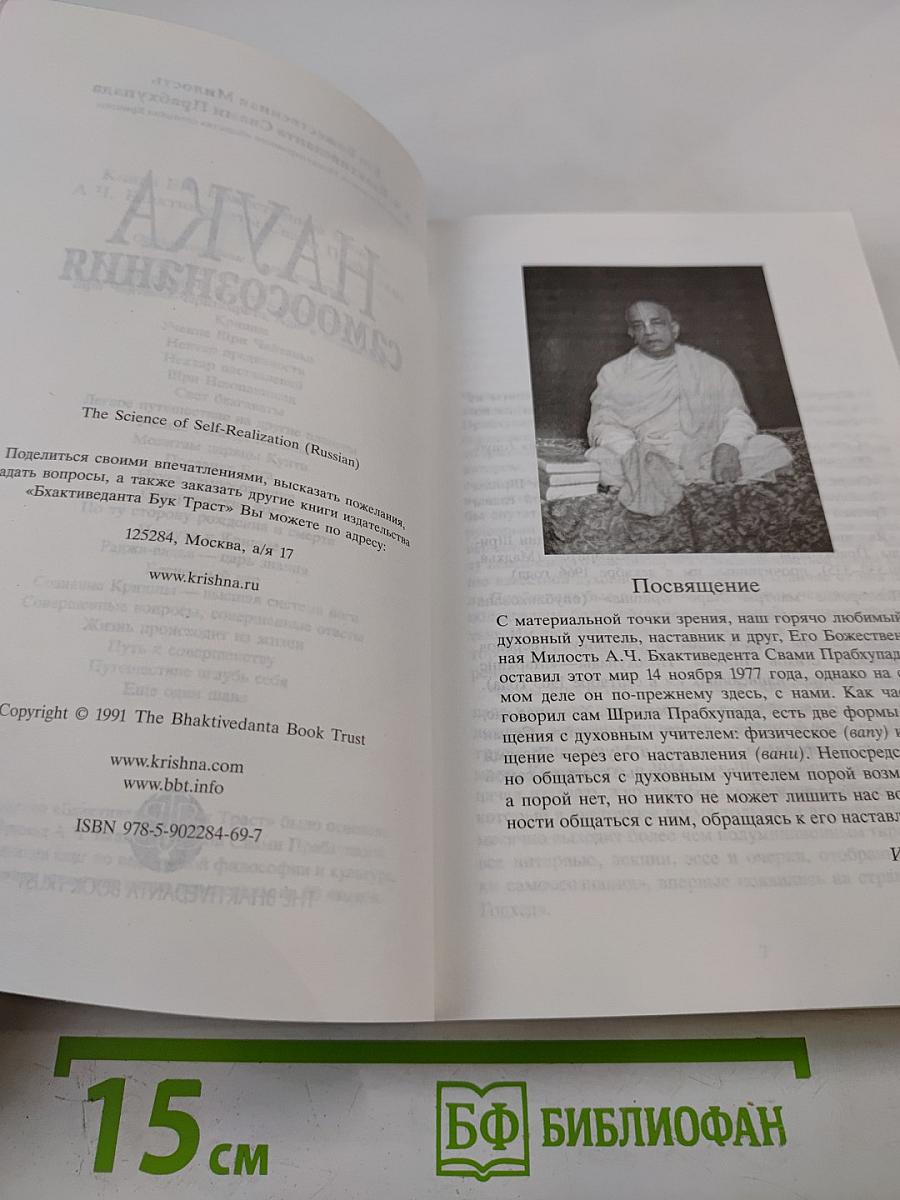 НАУКА
самоосознания
The Science of Self-Realization (Russian)
Поделиться своими впечатлениями, высказать пожелания,
адать вопросы, а также заказать другие книги издательства
«Бхактиведанта Бук Траст» Вы можете по адресу:
125284, Москва, а/я 17
www.krishna.ru
Copyright © 1991 The Bhaktivedanta Book Trust
www.krishna.com
www.bbt.info
ISBN 978-5-902284-69-7
Посвящение
С материальной точки зрения, наш горячо любимый
духовный учитель, наставник и друг, Его Божествен
ная Милость А.Ч. Бхактиведента Свами Прабхупад
оставил этот мир 14 ноября 1977 года, однако на с
мом деле он по-прежнему здесь, с нами. Как час
говорил сам Шрила Прабхупада, есть две формы
щения с духовным учителем: физическое (вапу) и
щение через его наставления (вани). Непосредс
но общаться с духовным учителем порой возм
а порой нет, но никто не может лишить нас во
ности общаться с ним, обращаясь к его наставл
И
15 см
БФ БИБЛИОФАН